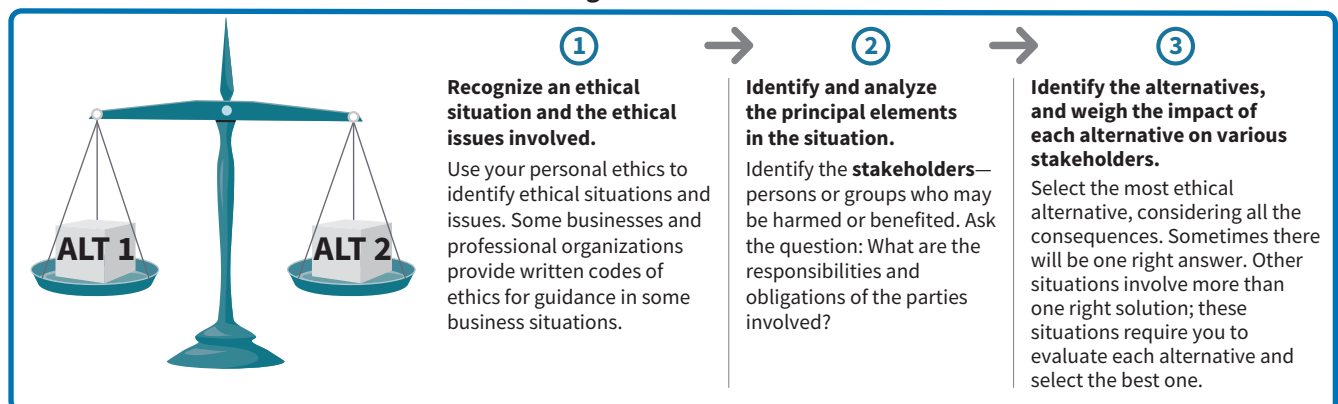 ALT 1
ALT 2
1
Recognize an ethical
situation and the ethical
issues involved.
Use your personal ethics to
identify ethical situations and
issues. Some businesses and
professional organizations
provide written codes of
ethics for guidance in some
business situations.
2
Identify and analyze
the principal elements
in the situation.
Identify the stakeholders—
persons or groups who may
be harmed or benefited. Ask
the question: What are the
responsibilities and
obligations of the parties
involved?
3
Identify the alternatives,
and weigh the impact of
each alternative on various
stakeholders.
Select the most ethical
alternative, considering all the
consequences. Sometimes there
will be one right answer. Other
situations involve more than
one right solution; these
situations require you to
evaluate each alternative and
select the best one.